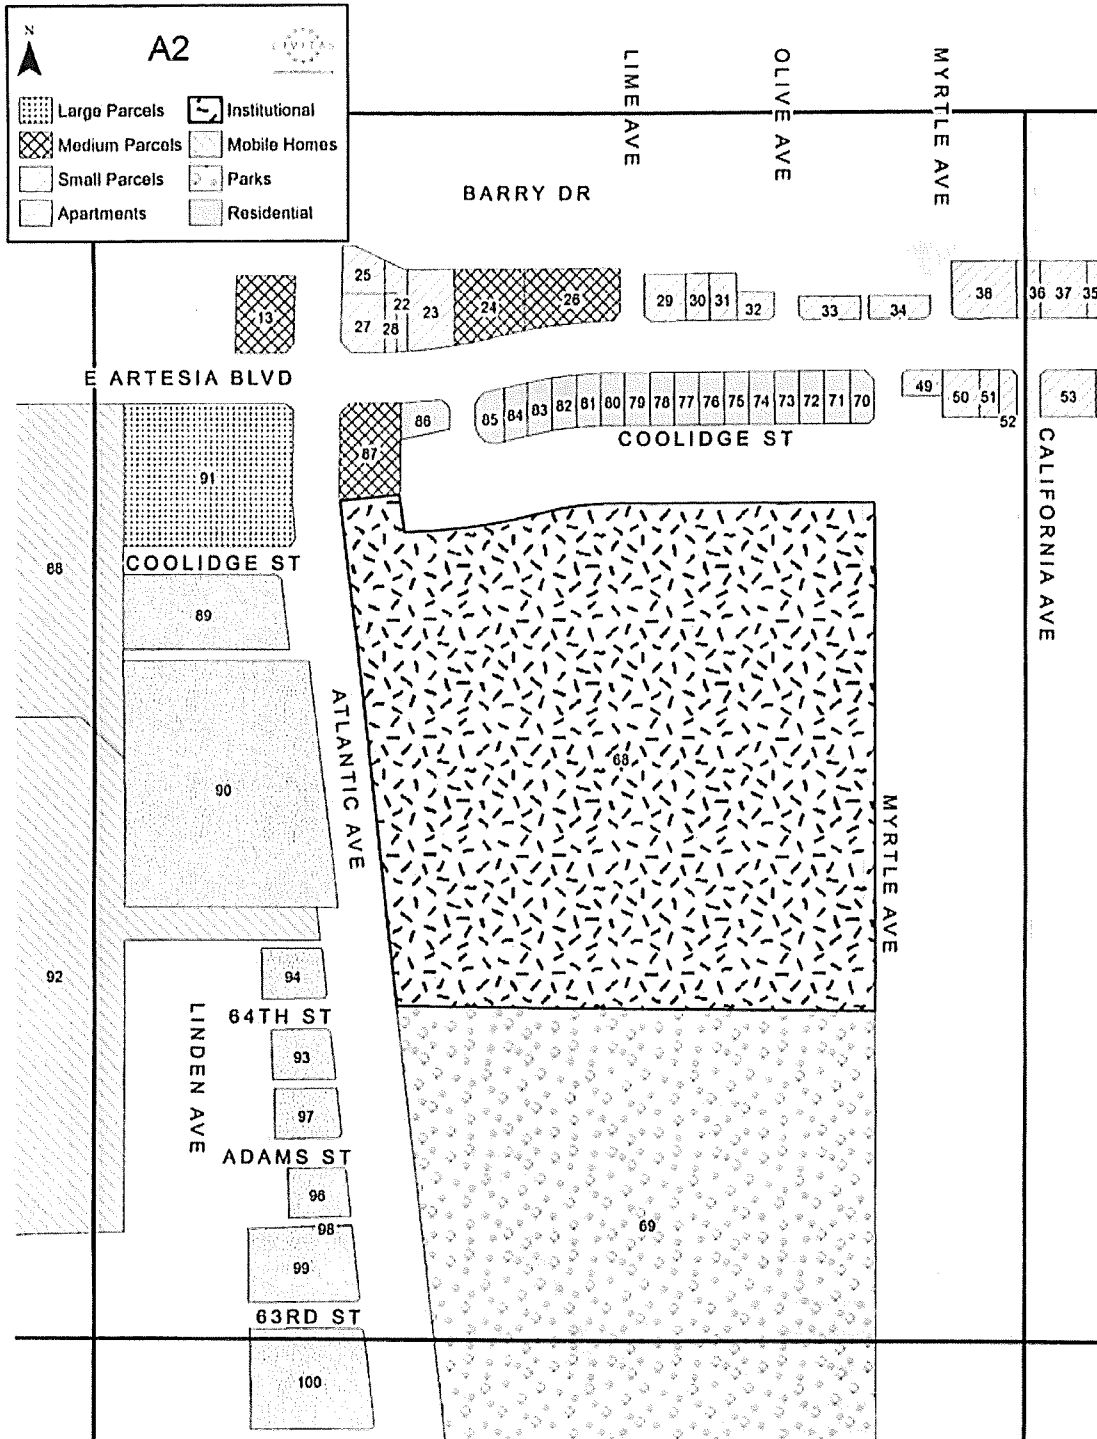 N
A2
CIVITAS
Large Parcels
Institutional
Medium Parcels
Mobile Homes
Small Parcels
Parks
Apartments
Residential
LIME AVE
OLIVE AVE
MYRTLE AVE
BARRY DR
25
22
23
24
26
27
28
13
29
30
31
32
33
34
38
36
37
35
E ARTESIA BLVD
91
87
86
85
84
83
82
81
80
79
78
77
76
75
74
73
72
71
70
49
50
51
52
53
COOLIDGE ST
CALIFORNIA AVE
88
COOLIDGE ST
89
90
ATLANTIC AVE
68
MYRTLE AVE
92
94
64TH ST
LINDEN AVE
93
97
ADAMS ST
96
98
99
69
63RD ST
100